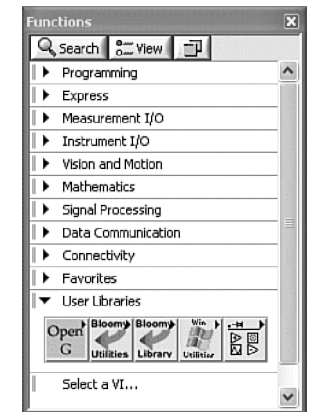 Functions
Search View
Programming
Express
Measurement I/O
Instrument I/O
Vision and Motion
Mathematics
Signal Processing
Data Communication
Connectivity
Favorites
User Libraries
Open G Bloomy Utilities Bloomy Library Win Utilities
Select a VI...